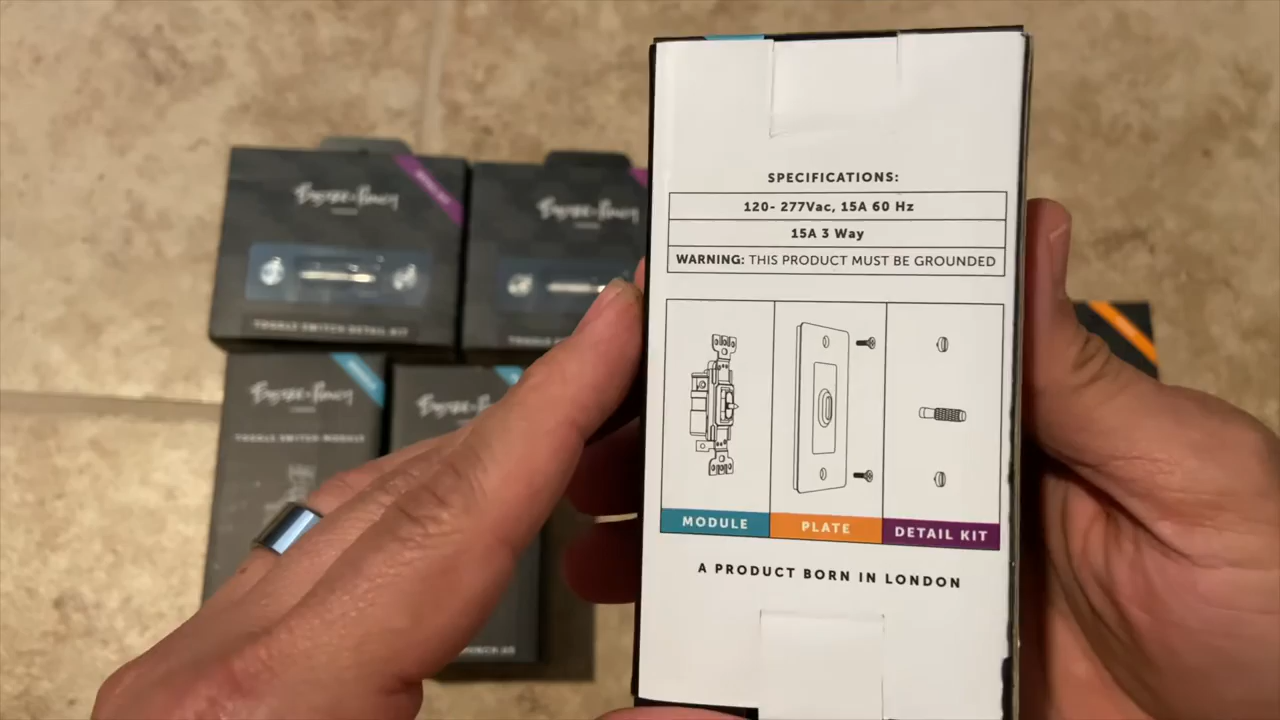 SPECIFICATIONS:
120- 277Vac, 15A 60 Hz
15A 3 Way
WARNING: THIS PRODUCT MUST BE GROUNDED
MODULE
PLATE
DETAIL KIT
A PRODUCT BORN IN LONDON
TOGGLE SWITCH DETAIL KIT
TOGGLE SWITCH MODULE